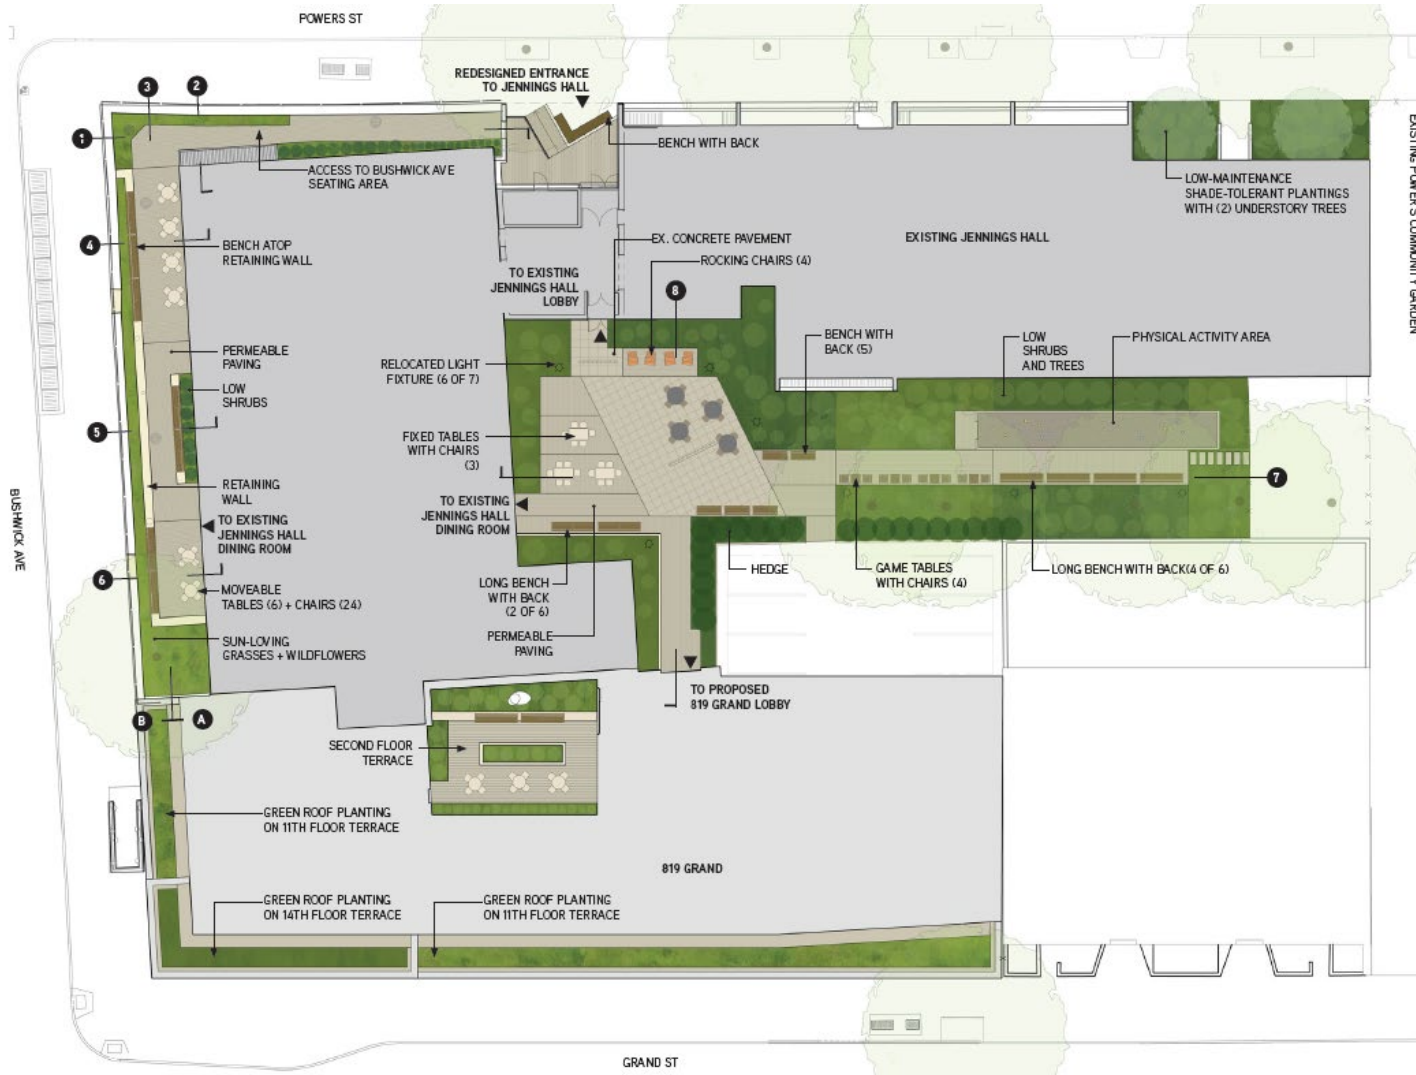 POWERS ST
REDESIGNED ENTRANCE
TO JENNINGS HALL
3
2
1
BENCH WITH BACK
ACCESS TO BUSHWICK AVE
SEATING AREA
LOW-MAINTENANCE
SHADE-TOLERANT PLANTINGS
WITH (2) UNDERSTORY TREES
EXISTING POWERS COMMUNITY GARDEN
4
BENCH ATOP
RETAINING WALL
EX. CONCRETE PAVEMENT
EXISTING JENNINGS HALL
ROCKING CHAIRS (4)
TO EXISTING
JENNINGS HALL
LOBBY
8
PERMEABLE
PAVING
RELOCATED LIGHT
FIXTURE (6 OF 7)
BENCH WITH
BACK (5)
LOW
SHRUBS
AND TREES
PHYSICAL ACTIVITY AREA
LOW
SHRUBS
5
FIXED TABLES
WITH CHAIRS
(3)
7
RETAINING
WALL
TO EXISTING
JENNINGS HALL
DINING ROOM
TO EXISTING
JENNINGS HALL
DINING ROOM
BUSHWICK AVE
6
MOVEABLE
TABLES (6) + CHAIRS (24)
LONG BENCH
WITH BACK
(2 OF 6)
HEDGE
GAME TABLES
WITH CHAIRS (4)
LONG BENCH WITH BACK(4 OF 6)
SUN-LOVING
GRASSES + WILDFLOWERS
PERMEABLE
PAVING
TO PROPOSED
819 GRAND LOBBY
B
A
SECOND FLOOR
TERRACE
GREEN ROOF PLANTING
ON 11TH FLOOR TERRACE
819 GRAND
GREEN ROOF PLANTING
ON 14TH FLOOR TERRACE
GREEN ROOF PLANTING
ON 11TH FLOOR TERRACE
GRAND ST